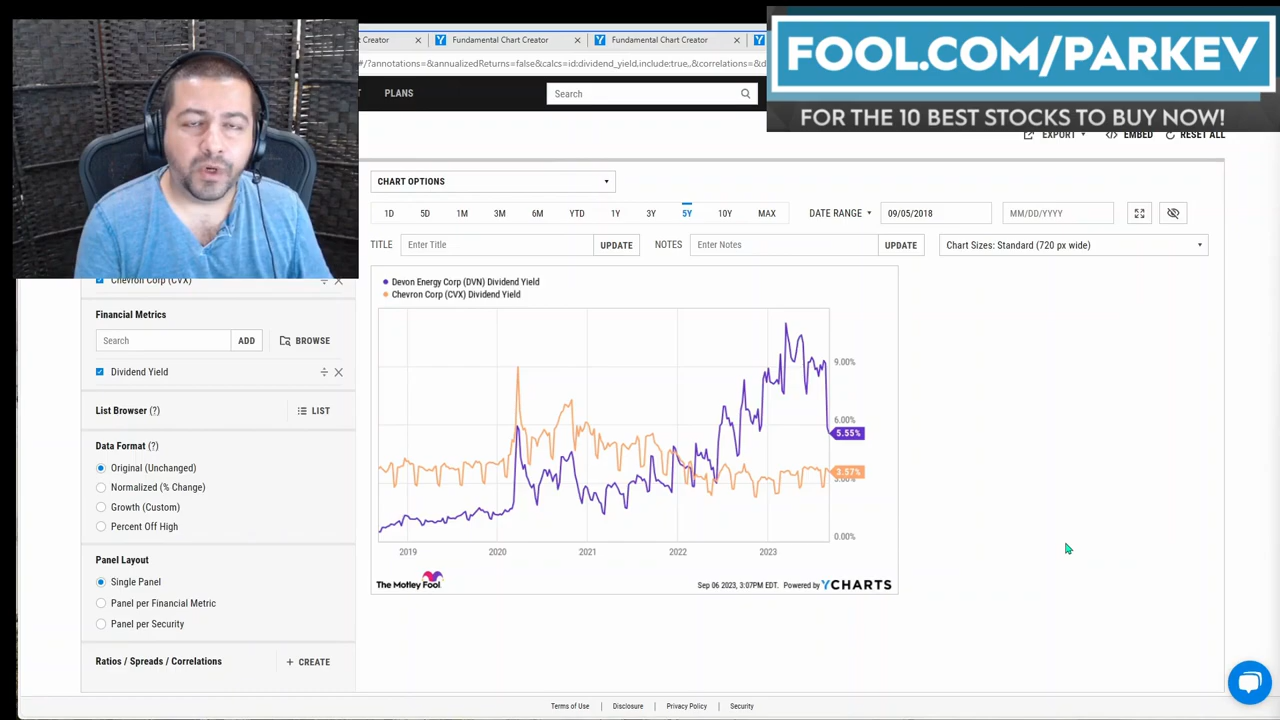 FOOL.COM/PARKEV
FOR THE 10 BEST STOCKS TO BUY NOW!
Chart Creator
Fundamental Chart Creator
Fundamental Chart Creator
#/?annotations=&annualizedReturns=false&calcs=id:dividend_yield,include:true,,&correlations=&d
PLANS
Search
EXPORT
EMBED
RESET ALL
CHART OPTIONS
1D 5D 1M 3M 6M YTD 1Y 3Y 5Y 10Y MAX
DATE RANGE 09/05/2018 MM/DD/YYYY
TITLE Enter Title UPDATE NOTES Enter Notes UPDATE Chart Sizes: Standard (720 px wide)
Chevron Corp (CVX)
Financial Metrics
Search ADD BROWSE
Dividend Yield
List Browser (?) LIST
Data Format (?)
Original (Unchanged)
Normalized (% Change)
Growth (Custom)
Percent Off High
Panel Layout
Single Panel
Panel per Financial Metric
Panel per Security
Ratios / Spreads / Correlations CREATE
Devon Energy Corp (DVN) Dividend Yield
Chevron Corp (CVX) Dividend Yield
9.00%
6.00%
5.55%
3.57%
3.00%
0.00%
2019 2020 2021 2022 2023
The Motley Fool
Sep 06 2023, 3:07PM EDT. Powered by YCHARTS
Terms of Use Disclosure Privacy Policy Security